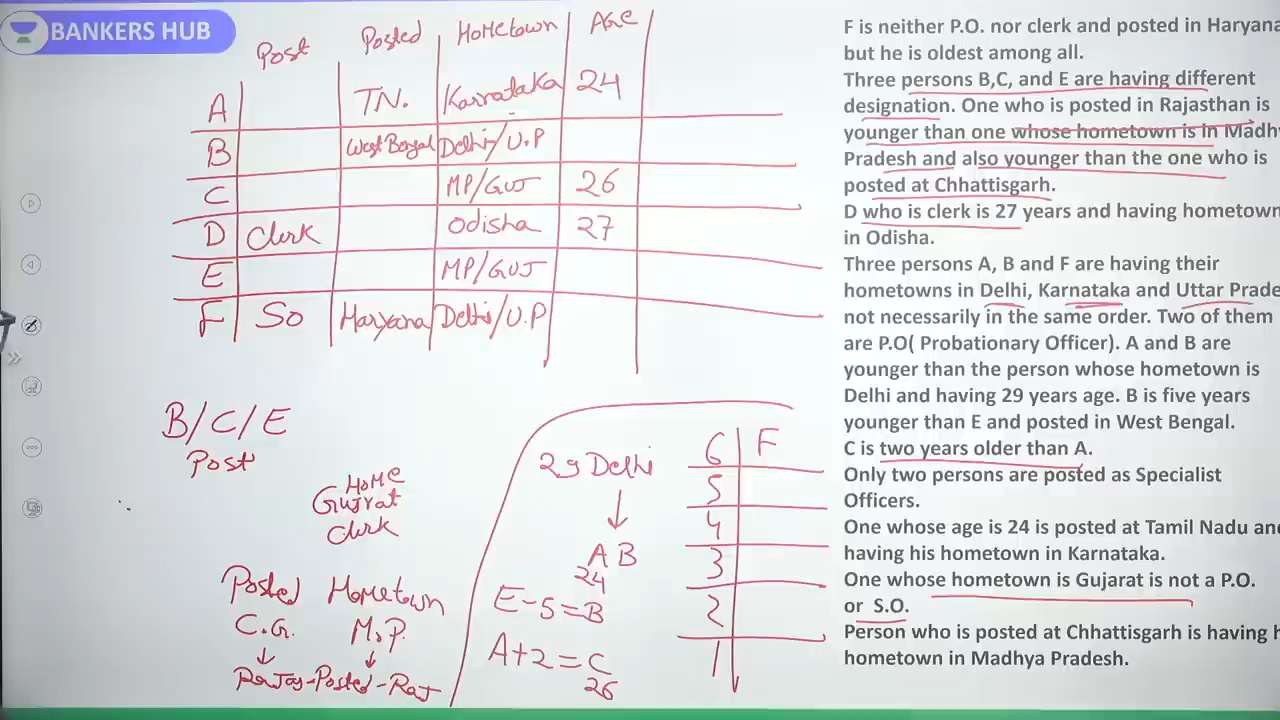 BANKERS HUB
Post Posted Hometown Age
A TN. Karnataka 24
B West Bengal Delhi/U.P
C MP/GUJ 26
D Clerk Odisha 27
E MP/GUJ
F So Haryana Delhi/U.P
B/C/E
Post
HOME
Gujrat
Clerk
Posted Hometown
C.G. M.P.
Rajas-Posted-Raj
29 Delhi
A B
24
E-5=B
A+2=C
26
6 F
5
4
3
2
1
F is neither P.O. nor clerk and posted in Haryana
but he is oldest among all.
Three persons B,C, and E are having different
designation. One who is posted in Rajasthan is
younger than one whose hometown is in Madhy
Pradesh and also younger than the one who is
posted at Chhattisgarh.
D who is clerk is 27 years and having hometown
in Odisha.
Three persons A, B and F are having their
hometowns in Delhi, Karnataka and Uttar Prade
not necessarily in the same order. Two of them
are P.O( Probationary Officer). A and B are
younger than the person whose hometown is
Delhi and having 29 years age. B is five years
younger than E and posted in West Bengal.
C is two years older than A.
Only two persons are posted as Specialist
Officers.
One whose age is 24 is posted at Tamil Nadu and
having his hometown in Karnataka.
One whose hometown is Gujarat is not a P.O.
or S.O.
Person who is posted at Chhattisgarh is having h
hometown in Madhya Pradesh.